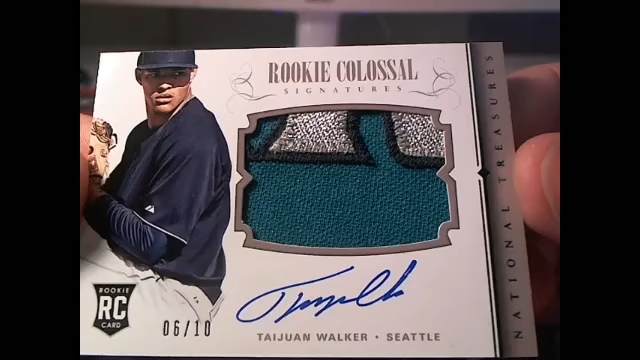 ROOKIE COLOSSAL
SIGNATURES
NATIONAL TREASURES
ROOKIE
RC
CARD
06/10
TAIJUAN WALKER • SEATTLE